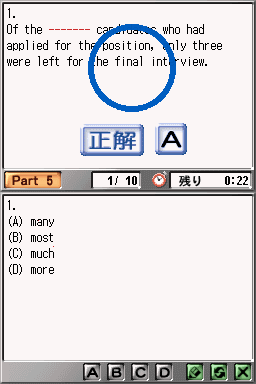 1.
Of the ------- candidates who had
applied for the position, only three
were left for the final interview.
正解 A
Part 5 1/ 10 残り 0:22
1.
(A) many
(B) most
(C) much
(D) more
A B C D